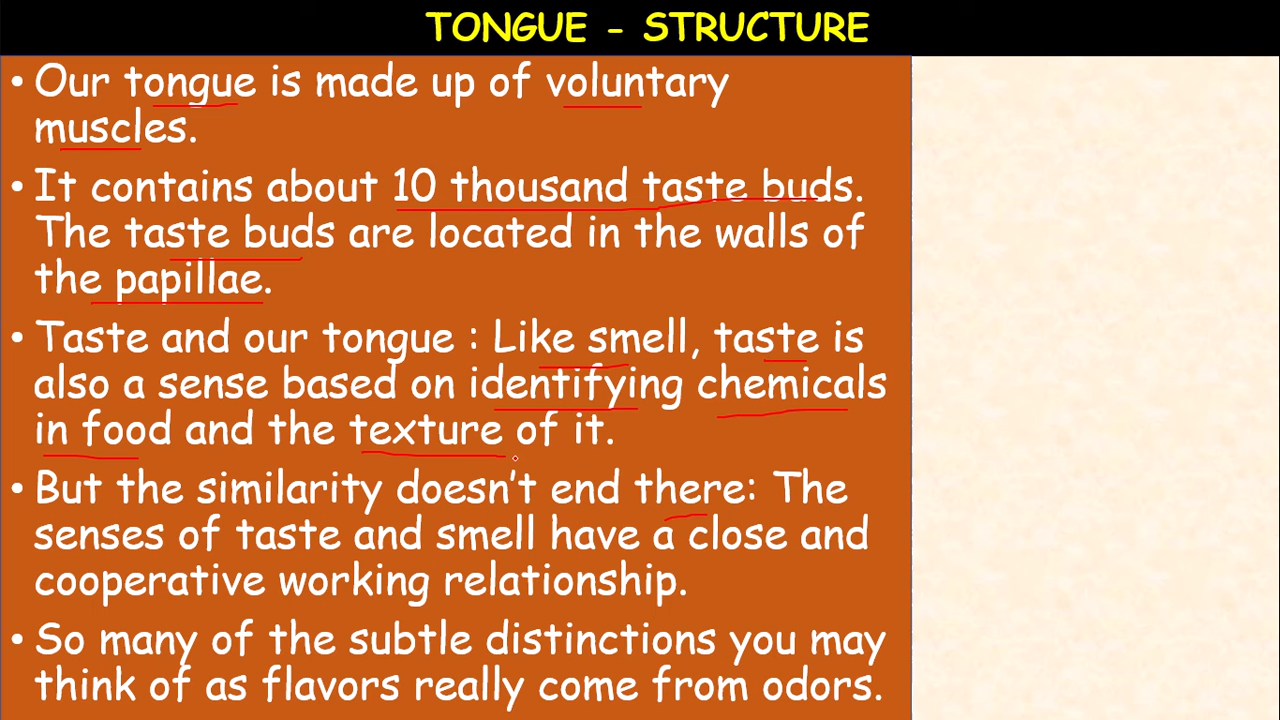 TONGUE - STRUCTURE
• Our tongue is made up of voluntary
muscles.
• It contains about 10 thousand taste buds.
The taste buds are located in the walls of
the papillae.
• Taste and our tongue : Like smell, taste is
also a sense based on identifying chemicals
in food and the texture of it.
• But the similarity doesn't end there: The
senses of taste and smell have a close and
cooperative working relationship.
• So many of the subtle distinctions you may
think of as flavors really come from odors.